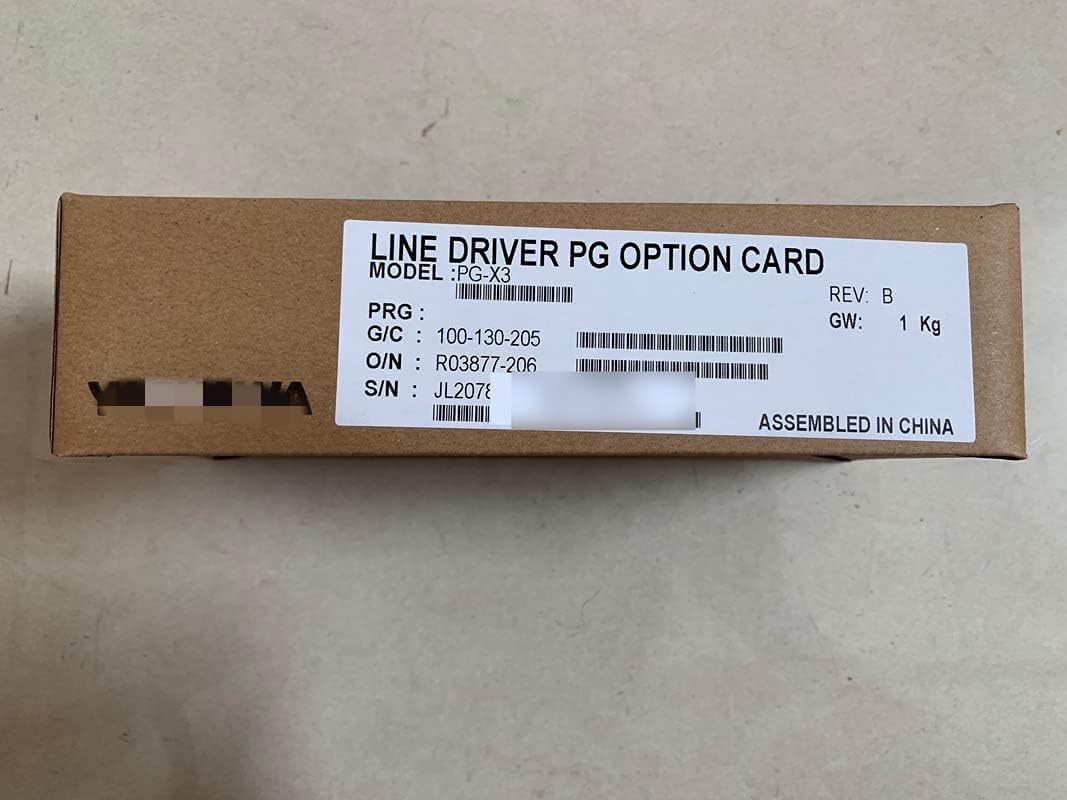 LINE DRIVER PG OPTION CARD
MODEL :PG-X3
REV: B
PRG :
GW: 1 Kg
G/C : 100-130-205
O/N : R03877-206
S/N : JL2078
ASSEMBLED IN CHINA